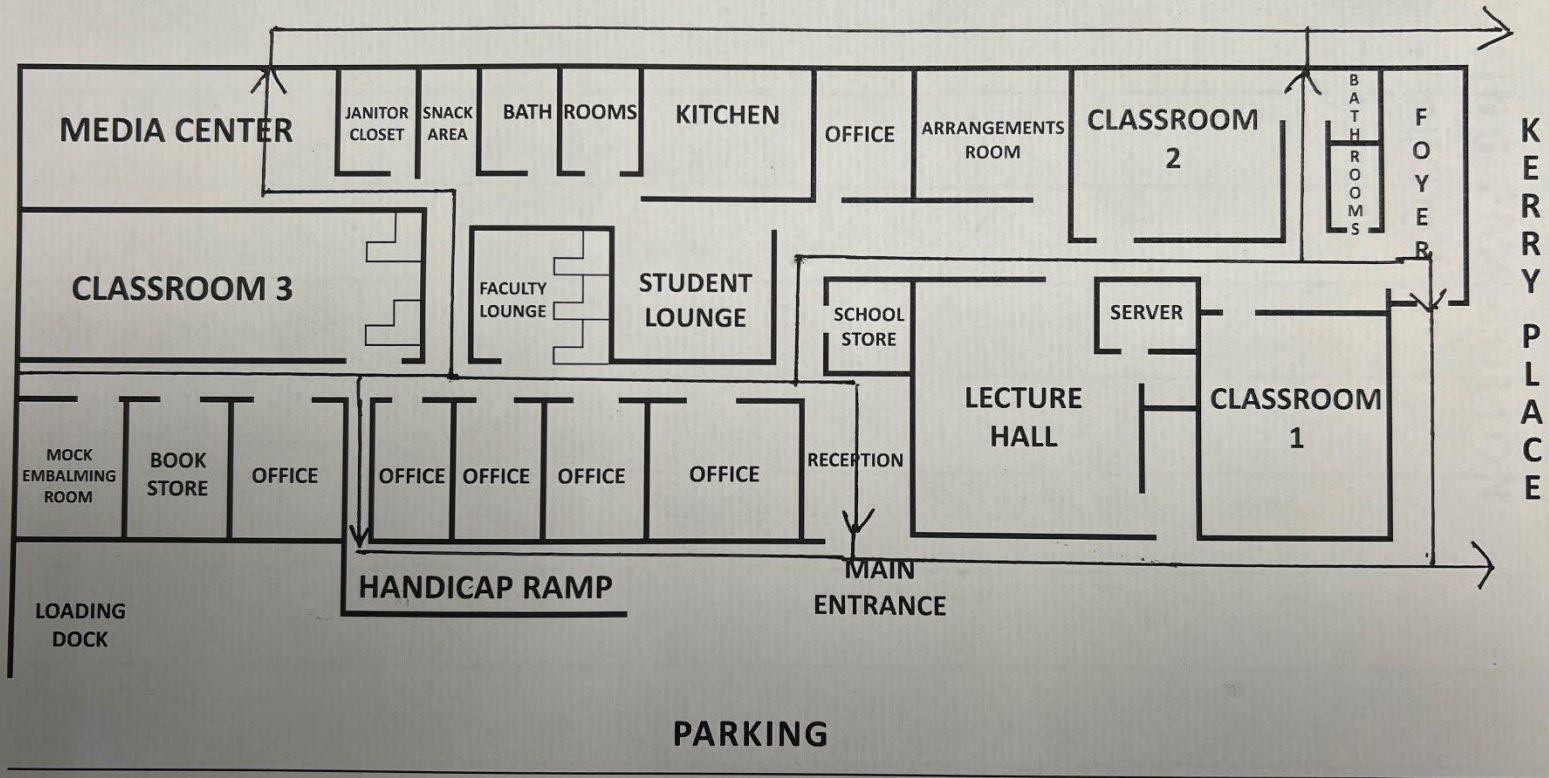 MEDIA CENTER
JANITOR
CLOSET
SNACK
AREA
BATH ROOMS
KITCHEN
OFFICE
ARRANGEMENTS
ROOM
CLASSROOM
2
BATHROOMS
FOYER
KERRY PLACE
CLASSROOM 3
FACULTY
LOUNGE
STUDENT
LOUNGE
SCHOOL
STORE
SERVER
LECTURE
HALL
CLASSROOM
1
MOCK
EMBALMING
ROOM
BOOK
STORE
OFFICE
OFFICE
OFFICE
OFFICE
OFFICE
RECEPTION
HANDICAP RAMP
MAIN
ENTRANCE
LOADING
DOCK
PARKING